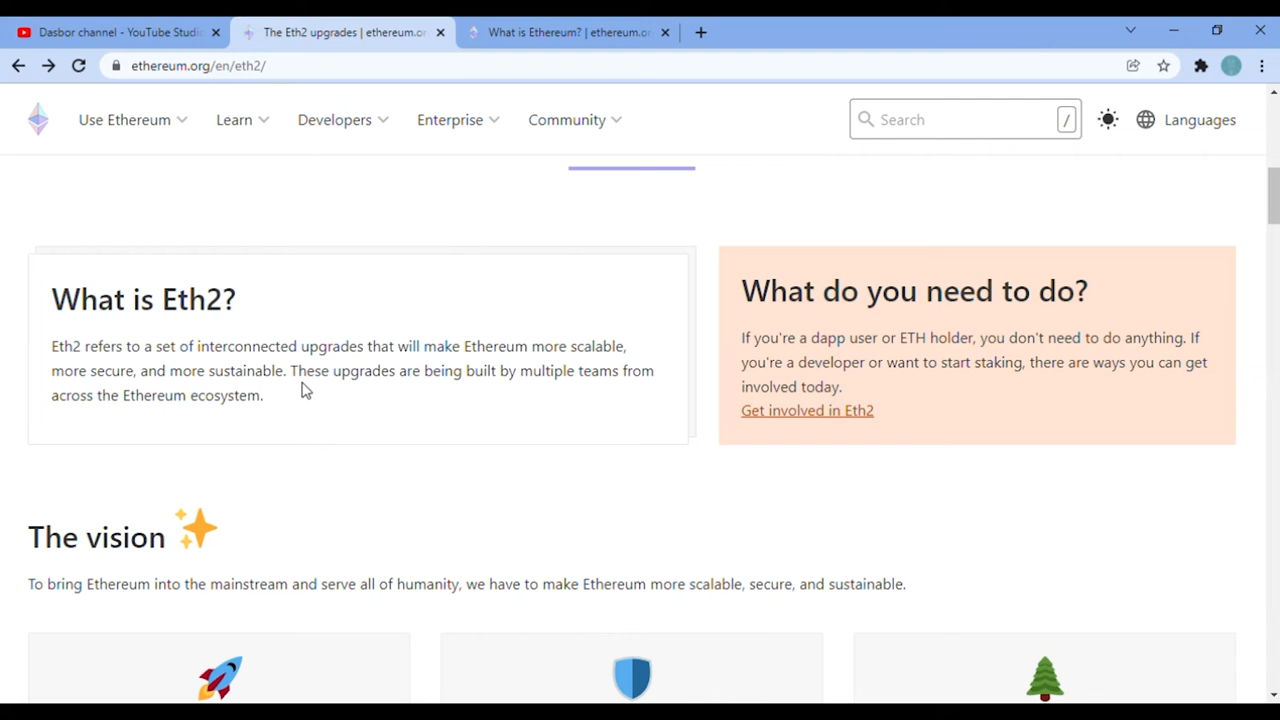 Dasbor channel - YouTube Studio
The Eth2 upgrades | ethereum.or
What is Ethereum? | ethereum.or
ethereum.org/en/eth2/
Use Ethereum
Learn
Developers
Enterprise
Community
Search
/
Languages
What is Eth2?
Eth2 refers to a set of interconnected upgrades that will make Ethereum more scalable,
more secure, and more sustainable. These upgrades are being built by multiple teams from
across the Ethereum ecosystem.
What do you need to do?
If you're a dapp user or ETH holder, you don't need to do anything. If
you're a developer or want to start staking, there are ways you can get
involved today.
Get involved in Eth2
The vision
To bring Ethereum into the mainstream and serve all of humanity, we have to make Ethereum more scalable, secure, and sustainable.